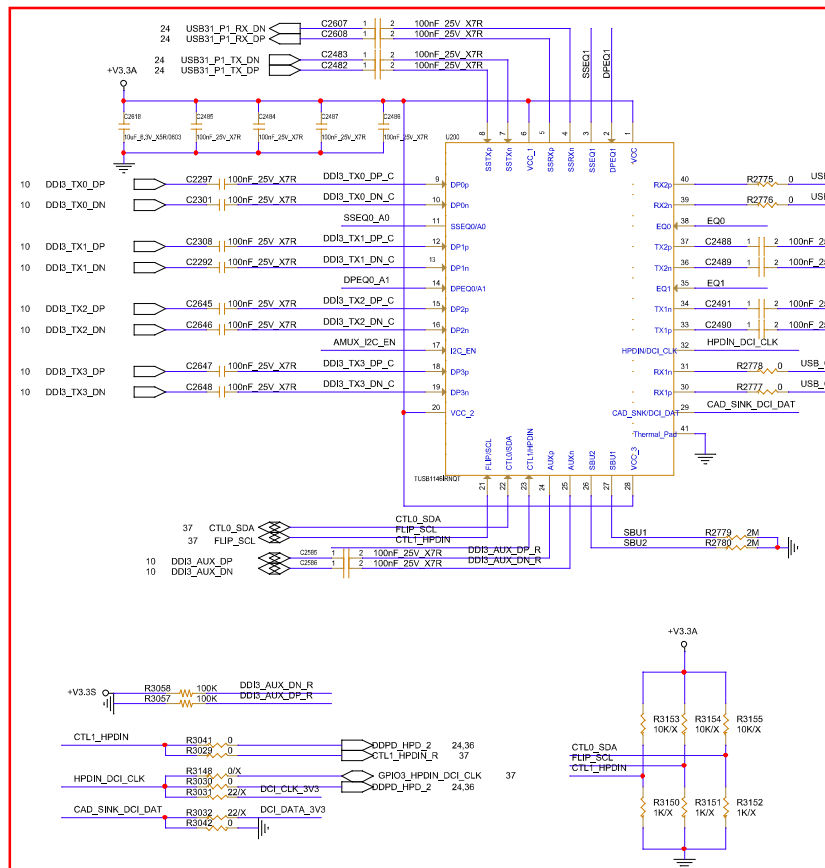 24 USB31_P1_RX_DN C2607 1 2 100nF_25V_X7R
24 USB31_P1_RX_DP C2608 100nF_25V_X7R
24 USB31_P1_TX_DN C2483 1 2 100nF_25V_X7R
24 USB31_P1_TX_DP C2482 100nF_25V_X7R
SSEQ1 DPEQ1
+V3.3A
C2618 C2485 C2484 C2487 C2486
10uF_6.3V_X5R/0603 100nF_25V_X7R 100nF_25V_X7R 100nF_25V_X7R 100nF_25V_X7R
U200
8 7 6 5 4 3 2 1
SSTXp SSTXn VCC_1 SSRXp SSRXn SSEQ1 DPEQ1 VCC
10 DDI3_TX0_DP C2297 100nF_25V_X7R DDI3_TX0_DP_C 9 DP0p RX2p 40 R2775 0
10 DDI3_TX0_DN C2301 100nF_25V_X7R DDI3_TX0_DN_C 10 DP0n RX2n 39 R2776 0
SSEQ0_A0 11 SSEQ0/A0 EQ0 38 EQ0
10 DDI3_TX1_DP C2308 100nF_25V_X7R DDI3_TX1_DP_C 12 DP1p TX2p 37 C2488 1 2
10 DDI3_TX1_DN C2292 100nF_25V_X7R DDI3_TX1_DN_C 13 DP1n TX2n 36 C2489 1 2
DPEQ0_A1 14 DPEQ0/A1 EQ1 35 EQ1
10 DDI3_TX2_DP C2645 100nF_25V_X7R DDI3_TX2_DP_C 15 DP2p TX1n 34 C2491 1 2
10 DDI3_TX2_DN C2646 100nF_25V_X7R DDI3_TX2_DN_C 16 DP2n TX1p 33 C2490 1 2
AMUX_I2C_EN 17 I2C_EN HPDIN/DCI_CLK 32 HPDIN_DCI_CLK
10 DDI3_TX3_DP C2647 100nF_25V_X7R DDI3_TX3_DP_C 18 DP3p RX1n 31 R2778 0
10 DDI3_TX3_DN C2648 100nF_25V_X7R DDI3_TX3_DN_C 19 DP3n RX1p 30 R2777 0
20 VCC_2 CAD_SNK/DCI_DAT 29 CAD_SINK_DCI_DAT
Thermal_Pad 41
FLIP/SCL CTL0/SDA CTL1/HPDIN AUXp AUXn SBU2 SBU1 VCC_3
TUSB1146IRNQT
21 22 23 24 25 26 27 28
37 CTL0_SDA CTL0_SDA
37 FLIP_SCL FLIP_SCL
CTL1_HPDIN
SBU1 R2779 2M
SBU2 R2780 2M
10 DDI3_AUX_DP C2585 1 2 100nF_25V_X7R DDI3_AUX_DP_R
10 DDI3_AUX_DN C2586 1 2 100nF_25V_X7R DDI3_AUX_DN_R
+V3.3S R3058 100K DDI3_AUX_DN_R
R3057 100K DDI3_AUX_DP_R
CTL1_HPDIN R3041 0 DDPD_HPD_2 24,36
R3029 0 CTL1_HPDIN_R 37
HPDIN_DCI_CLK R3148 0/X GPIO3_HPDIN_DCI_CLK 37
R3030 0 DDPD_HPD_2 24,36
R3031 22/X DCI_CLK_3V3
CAD_SINK_DCI_DAT R3032 22/X DCI_DATA_3V3
R3042 0
+V3.3A
R3153 R3154 R3155
10K/X 10K/X 10K/X
CTL0_SDA
FLIP_SCL
CTL1_HPDIN
R3150 R3151 R3152
1K/X 1K/X 1K/X